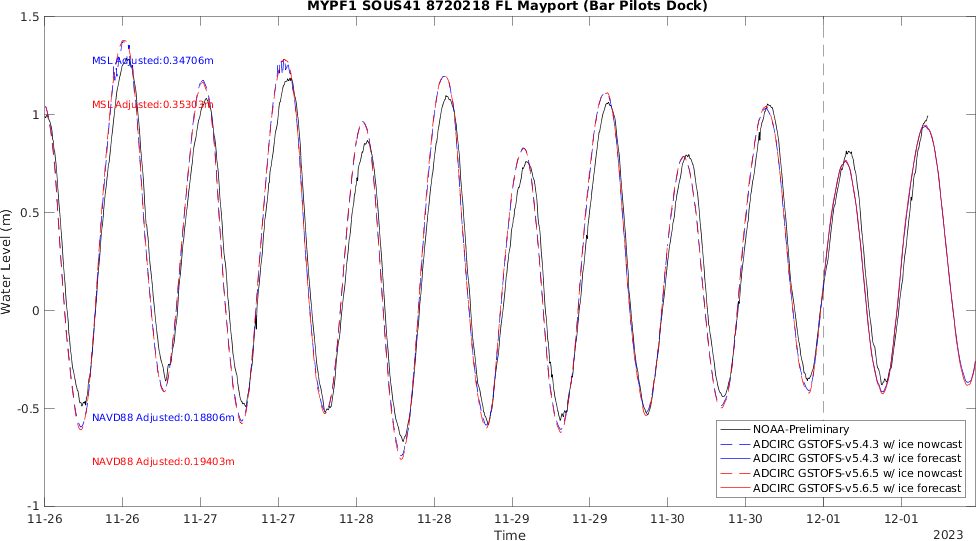 MYPF1 SOUS41 8720218 FL Mayport (Bar Pilots Dock)
1.5
1
0.5
0
-0.5
-1
Water Level (m)
MSL Adjusted:0.34706m
MSL Adjusted:0.35303m
NAVD88 Adjusted:0.18806m
NAVD88 Adjusted:0.19403m
NOAA-Preliminary
ADCIRC GSTOFS-v5.4.3 w/ ice nowcast
ADCIRC GSTOFS-v5.4.3 w/ ice forecast
ADCIRC GSTOFS-v5.6.5 w/ ice nowcast
ADCIRC GSTOFS-v5.6.5 w/ ice forecast
11-26 11-26 11-27 11-27 11-28 11-28 11-29 11-29 11-30 11-30 12-01 12-01
Time
2023